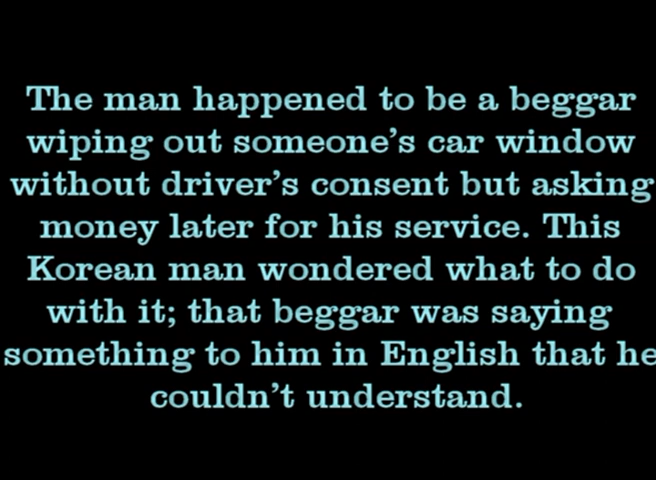 The man happened to be a beggar
wiping out someone’s car window
without driver’s consent but asking
money later for his service. This
Korean man wondered what to do
with it; that beggar was saying
something to him in English that he
couldn’t understand.